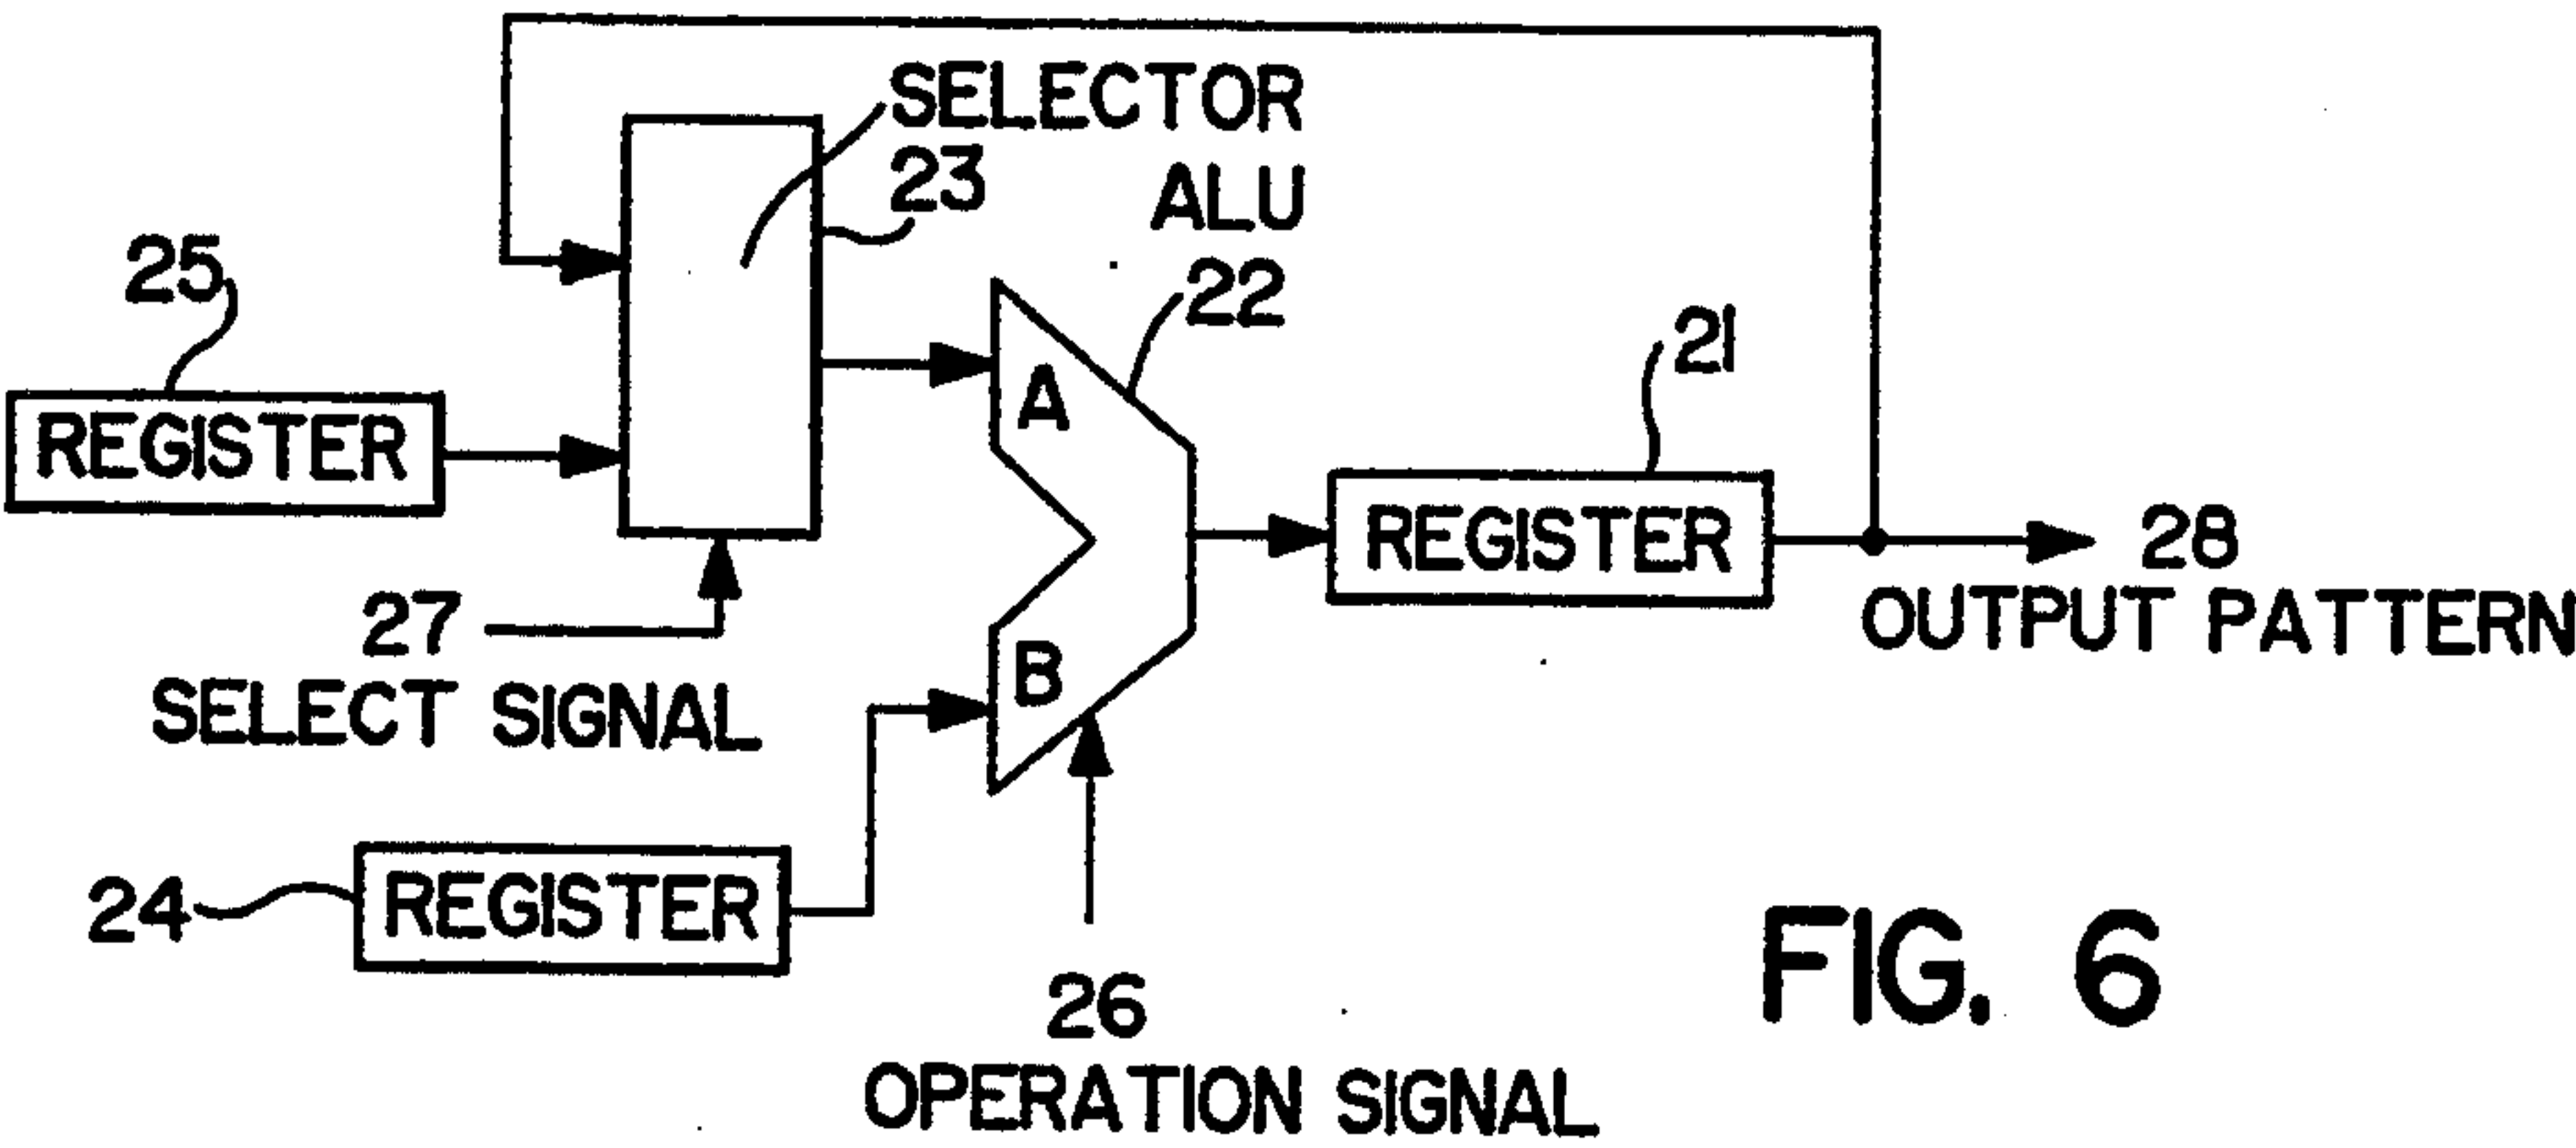 SELECTOR
23
ALU
22
25
REGISTER
A
21
REGISTER
28
OUTPUT PATTERN
27
SELECT SIGNAL
B
24
REGISTER
26
OPERATION SIGNAL
FIG. 6